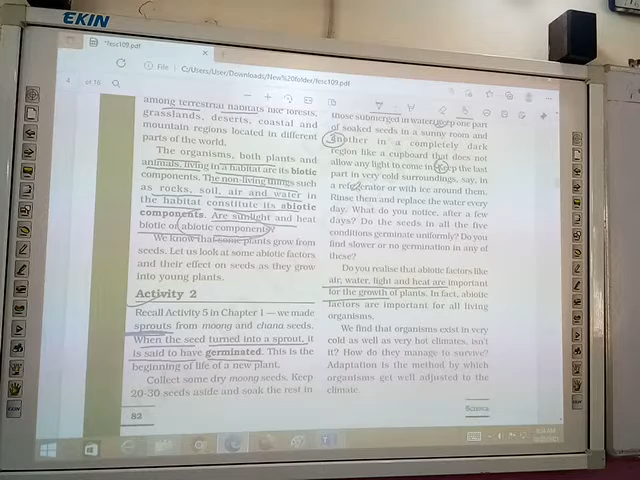 EKIN
fesc109.pdf
File
C:/Users/User/Downloads/New%20folder/fesc109.pdf
4 of 16
among terrestrial habitats like forests,
grasslands, deserts, coastal and
mountain regions located in different
parts of the world.
The organisms, both plants and
animals, living in a habitat are its biotic
components. The non-living things such
as rocks, soil, air and water in
the habitat constitute its abiotic
components. Are sunlight and heat
biotic or abiotic components?
We know that some plants grow from
seeds. Let us look at some abiotic factors
and their effect on seeds as they grow
into young plants.
Activity 2
Recall Activity 5 in Chapter 1 — we made
sprouts from moong and chana seeds.
When the seed turned into a sprout, it
is said to have germinated. This is the
beginning of life of a new plant.
Collect some dry moong seeds. Keep
20-30 seeds aside and soak the rest in
82
those submerged in water, keep one part
of soaked seeds in a sunny room and
another in a completely dark
region like a cupboard that does not
allow any light to come in. Keep the last
part in very cold surroundings, say, in
a refrigerator or with ice around them.
Rinse them and replace the water every
day. What do you notice, after a few
days? Do the seeds in all the five
conditions germinate uniformly? Do you
find slower or no germination in any of
these?
Do you realise that abiotic factors like
air, water, light and heat are important
for the growth of plants. In fact, abiotic
factors are important for all living
organisms.
We find that organisms exist in very
cold as well as very hot climates, isn't
it? How do they manage to survive?
Adaptation is the method by which
organisms get well adjusted to the
climate.
Science